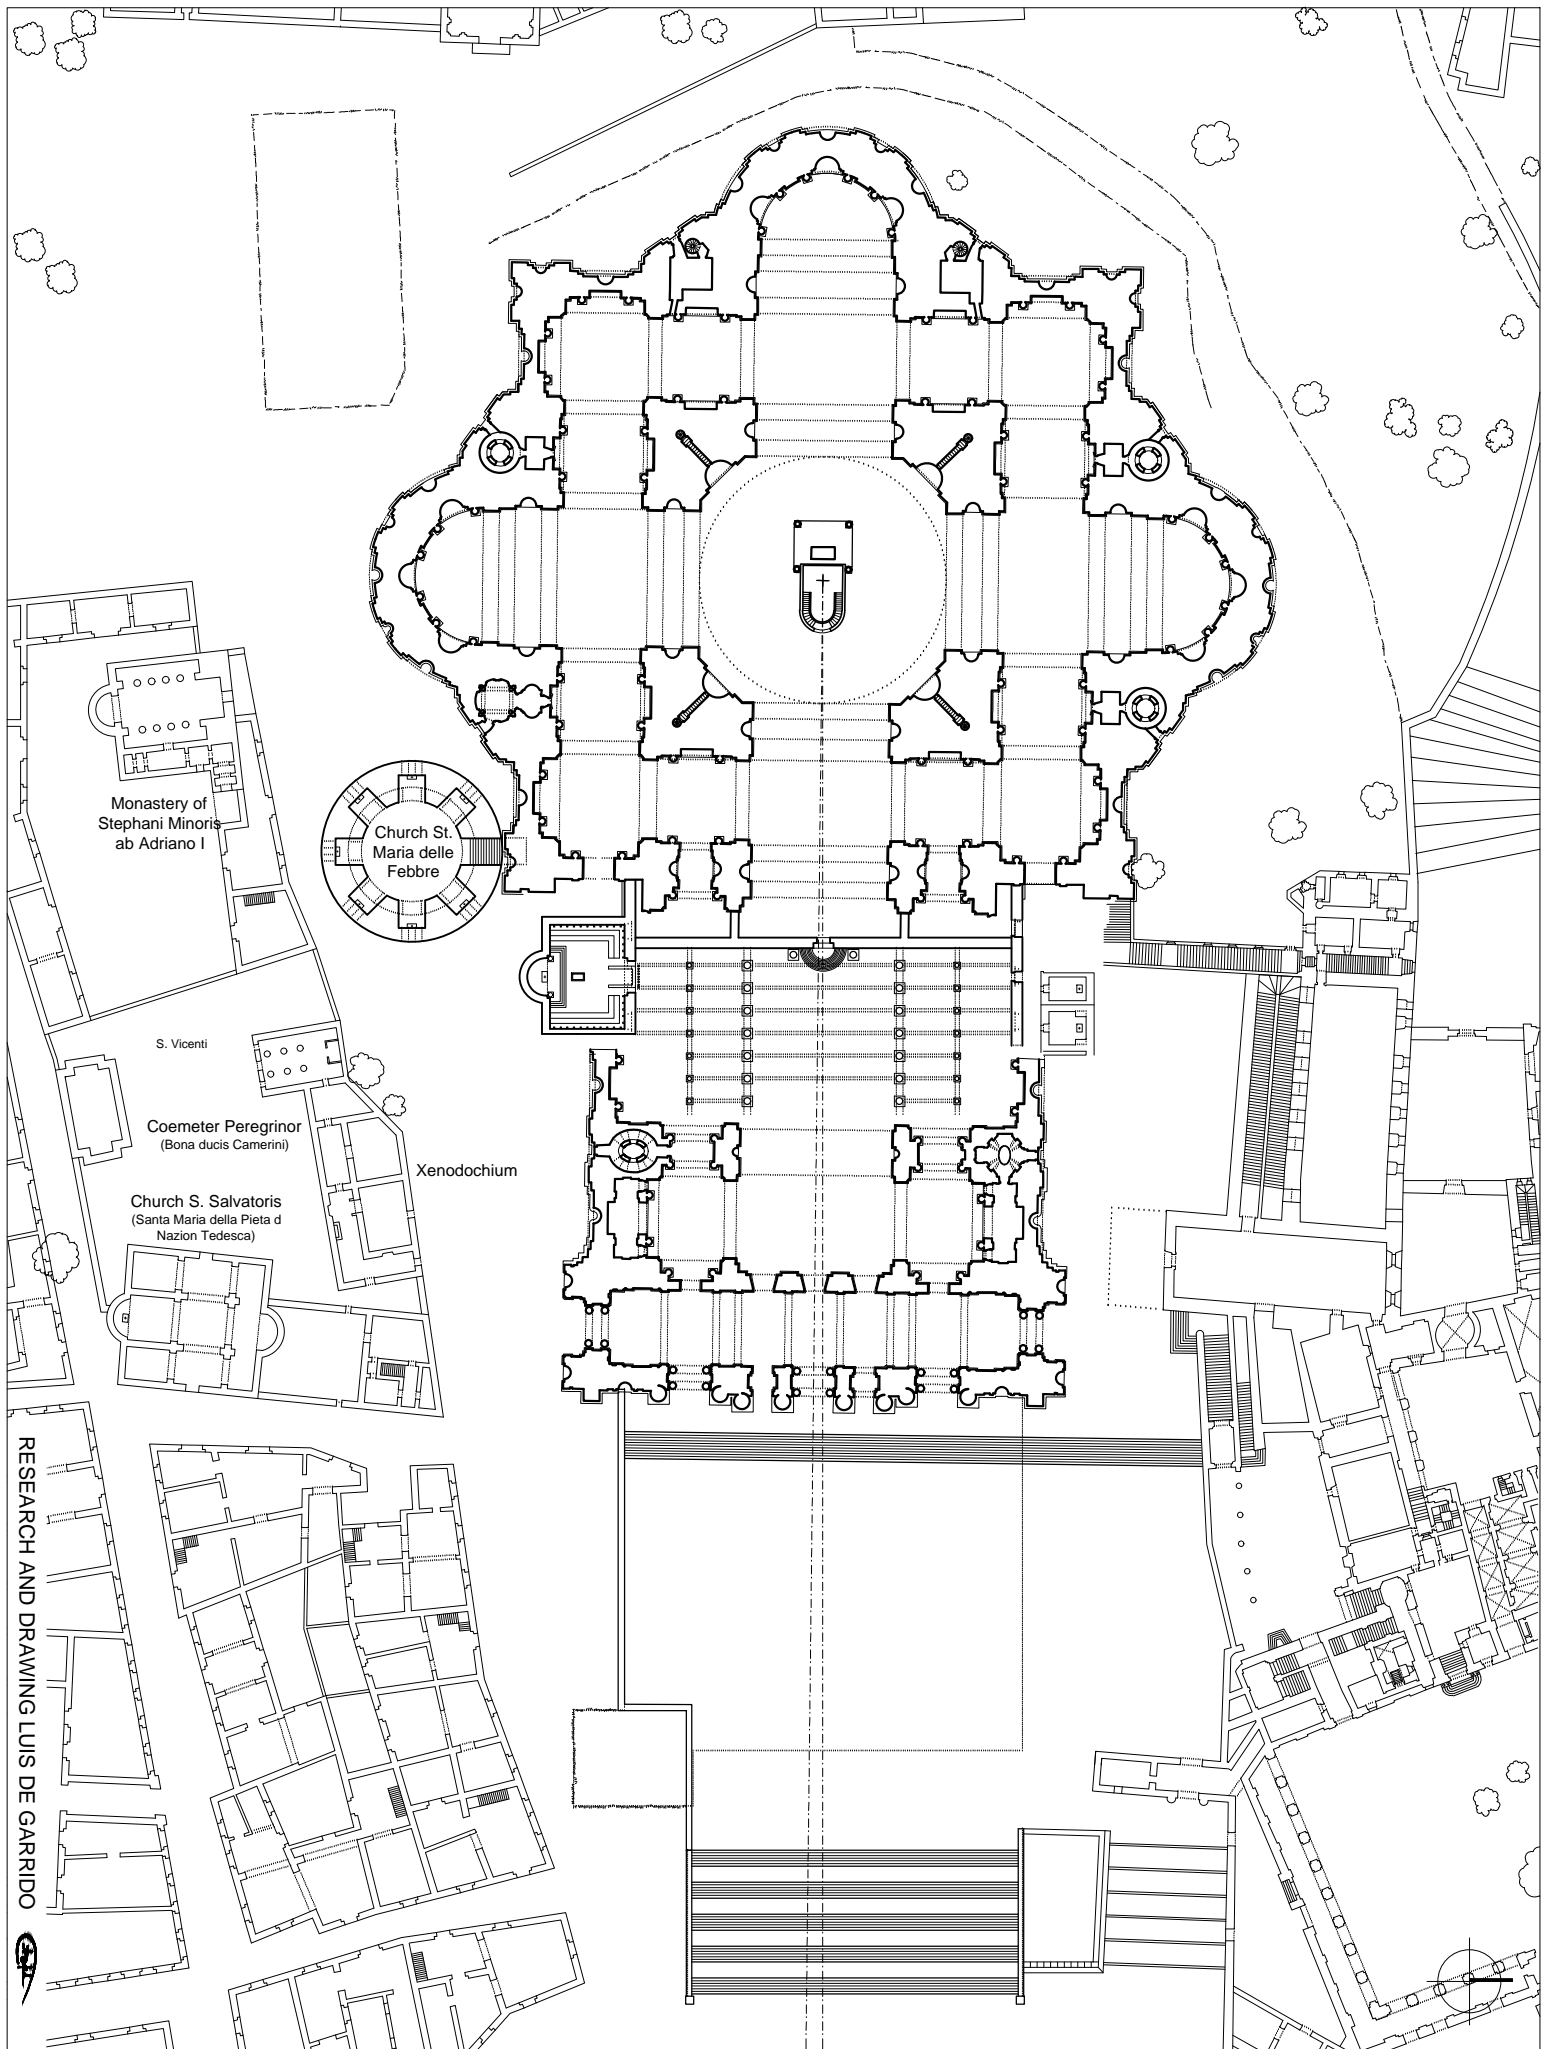 Monastery of
Stephani Minoris
ab Adriano I
Church St.
Maria delle
Febbre
S. Vicenti
Coemeter Peregrinor
(Bona ducis Camerini)
Xenodochium
Church S. Salvatoris
(Santa Maria della Pieta d
Nazion Tedesca)
RESEARCH AND DRAWING LUIS DE GARRIDO